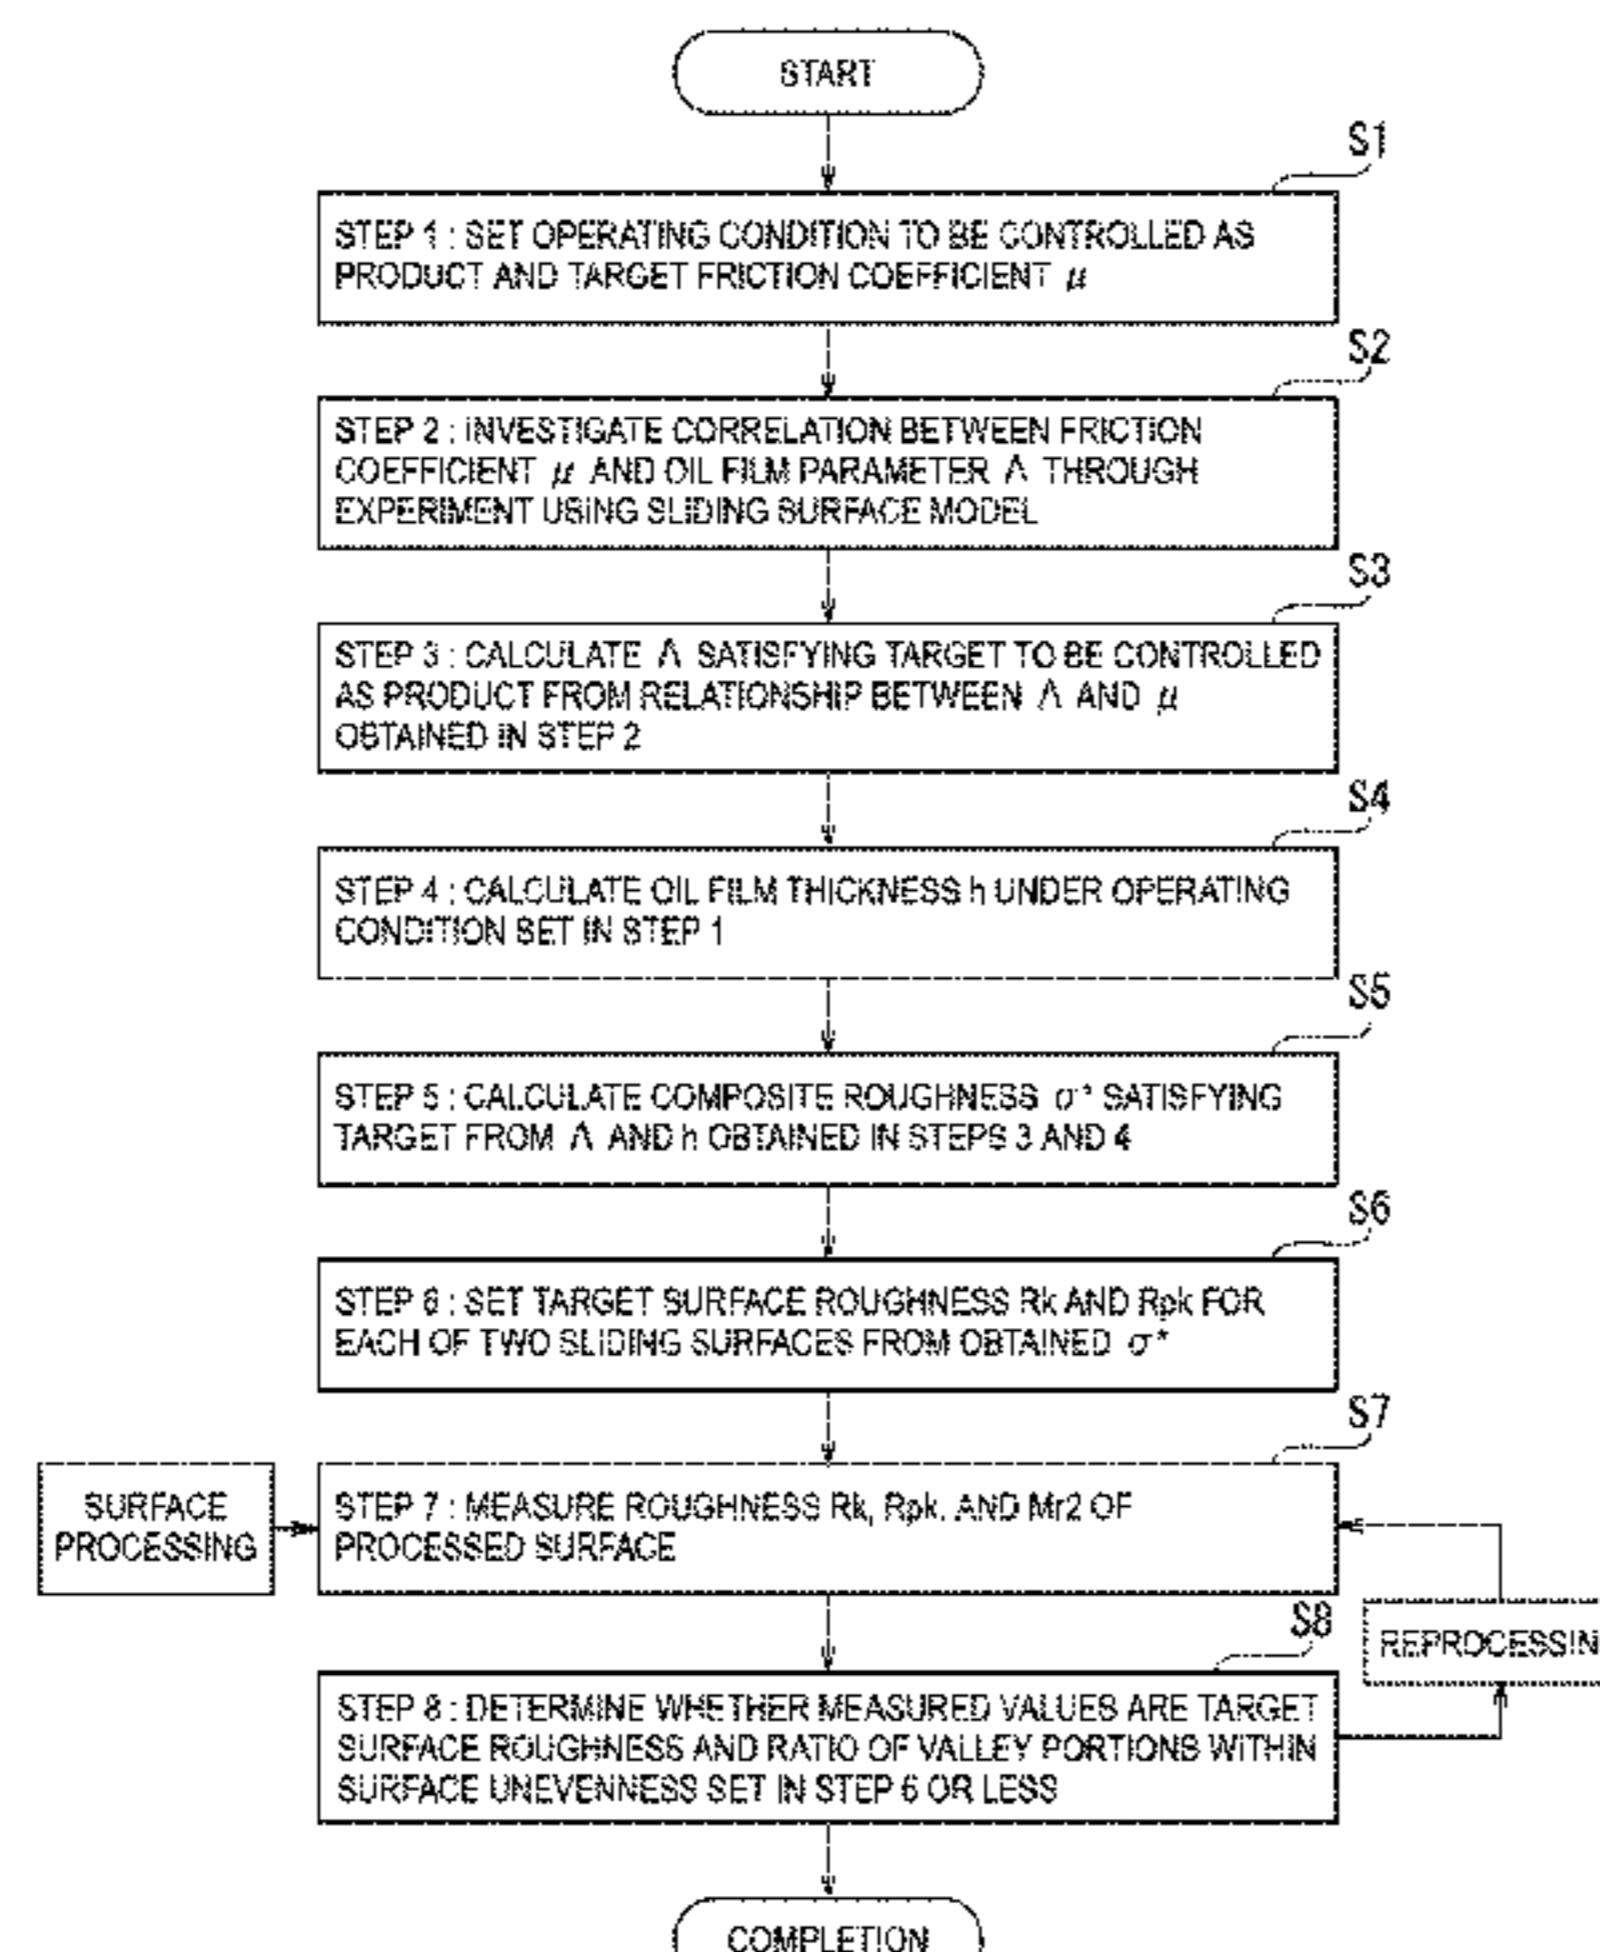 START
S1
STEP 1 : SET OPERATING CONDITION TO BE CONTROLLED AS
PRODUCT AND TARGET FRICTION COEFFICIENT μ
S2
STEP 2 : INVESTIGATE CORRELATION BETWEEN FRICTION
COEFFICIENT μ AND OIL FILM PARAMETER Λ THROUGH
EXPERIMENT USING SLIDING SURFACE MODEL
S3
STEP 3 : CALCULATE Λ SATISFYING TARGET TO BE CONTROLLED
AS PRODUCT FROM RELATIONSHIP BETWEEN Λ AND μ
OBTAINED IN STEP 2
S4
STEP 4 : CALCULATE OIL FILM THICKNESS h UNDER OPERATING
CONDITION SET IN STEP 1
S5
STEP 5 : CALCULATE COMPOSITE ROUGHNESS σ* SATISFYING
TARGET FROM Λ AND h OBTAINED IN STEPS 3 AND 4
S6
STEP 6 : SET TARGET SURFACE ROUGHNESS Rk AND Rpk FOR
EACH OF TWO SLIDING SURFACES FROM OBTAINED σ*
S7
SURFACE
PROCESSING
STEP 7 : MEASURE ROUGHNESS Rk, Rpk, AND Mr2 OF
PROCESSED SURFACE
S8
REPROCESSIN
STEP 8 : DETERMINE WHETHER MEASURED VALUES ARE TARGET
SURFACE ROUGHNESS AND RATIO OF VALLEY PORTIONS WITHIN
SURFACE UNEVENNESS SET IN STEP 6 OR LESS
COMPLETION